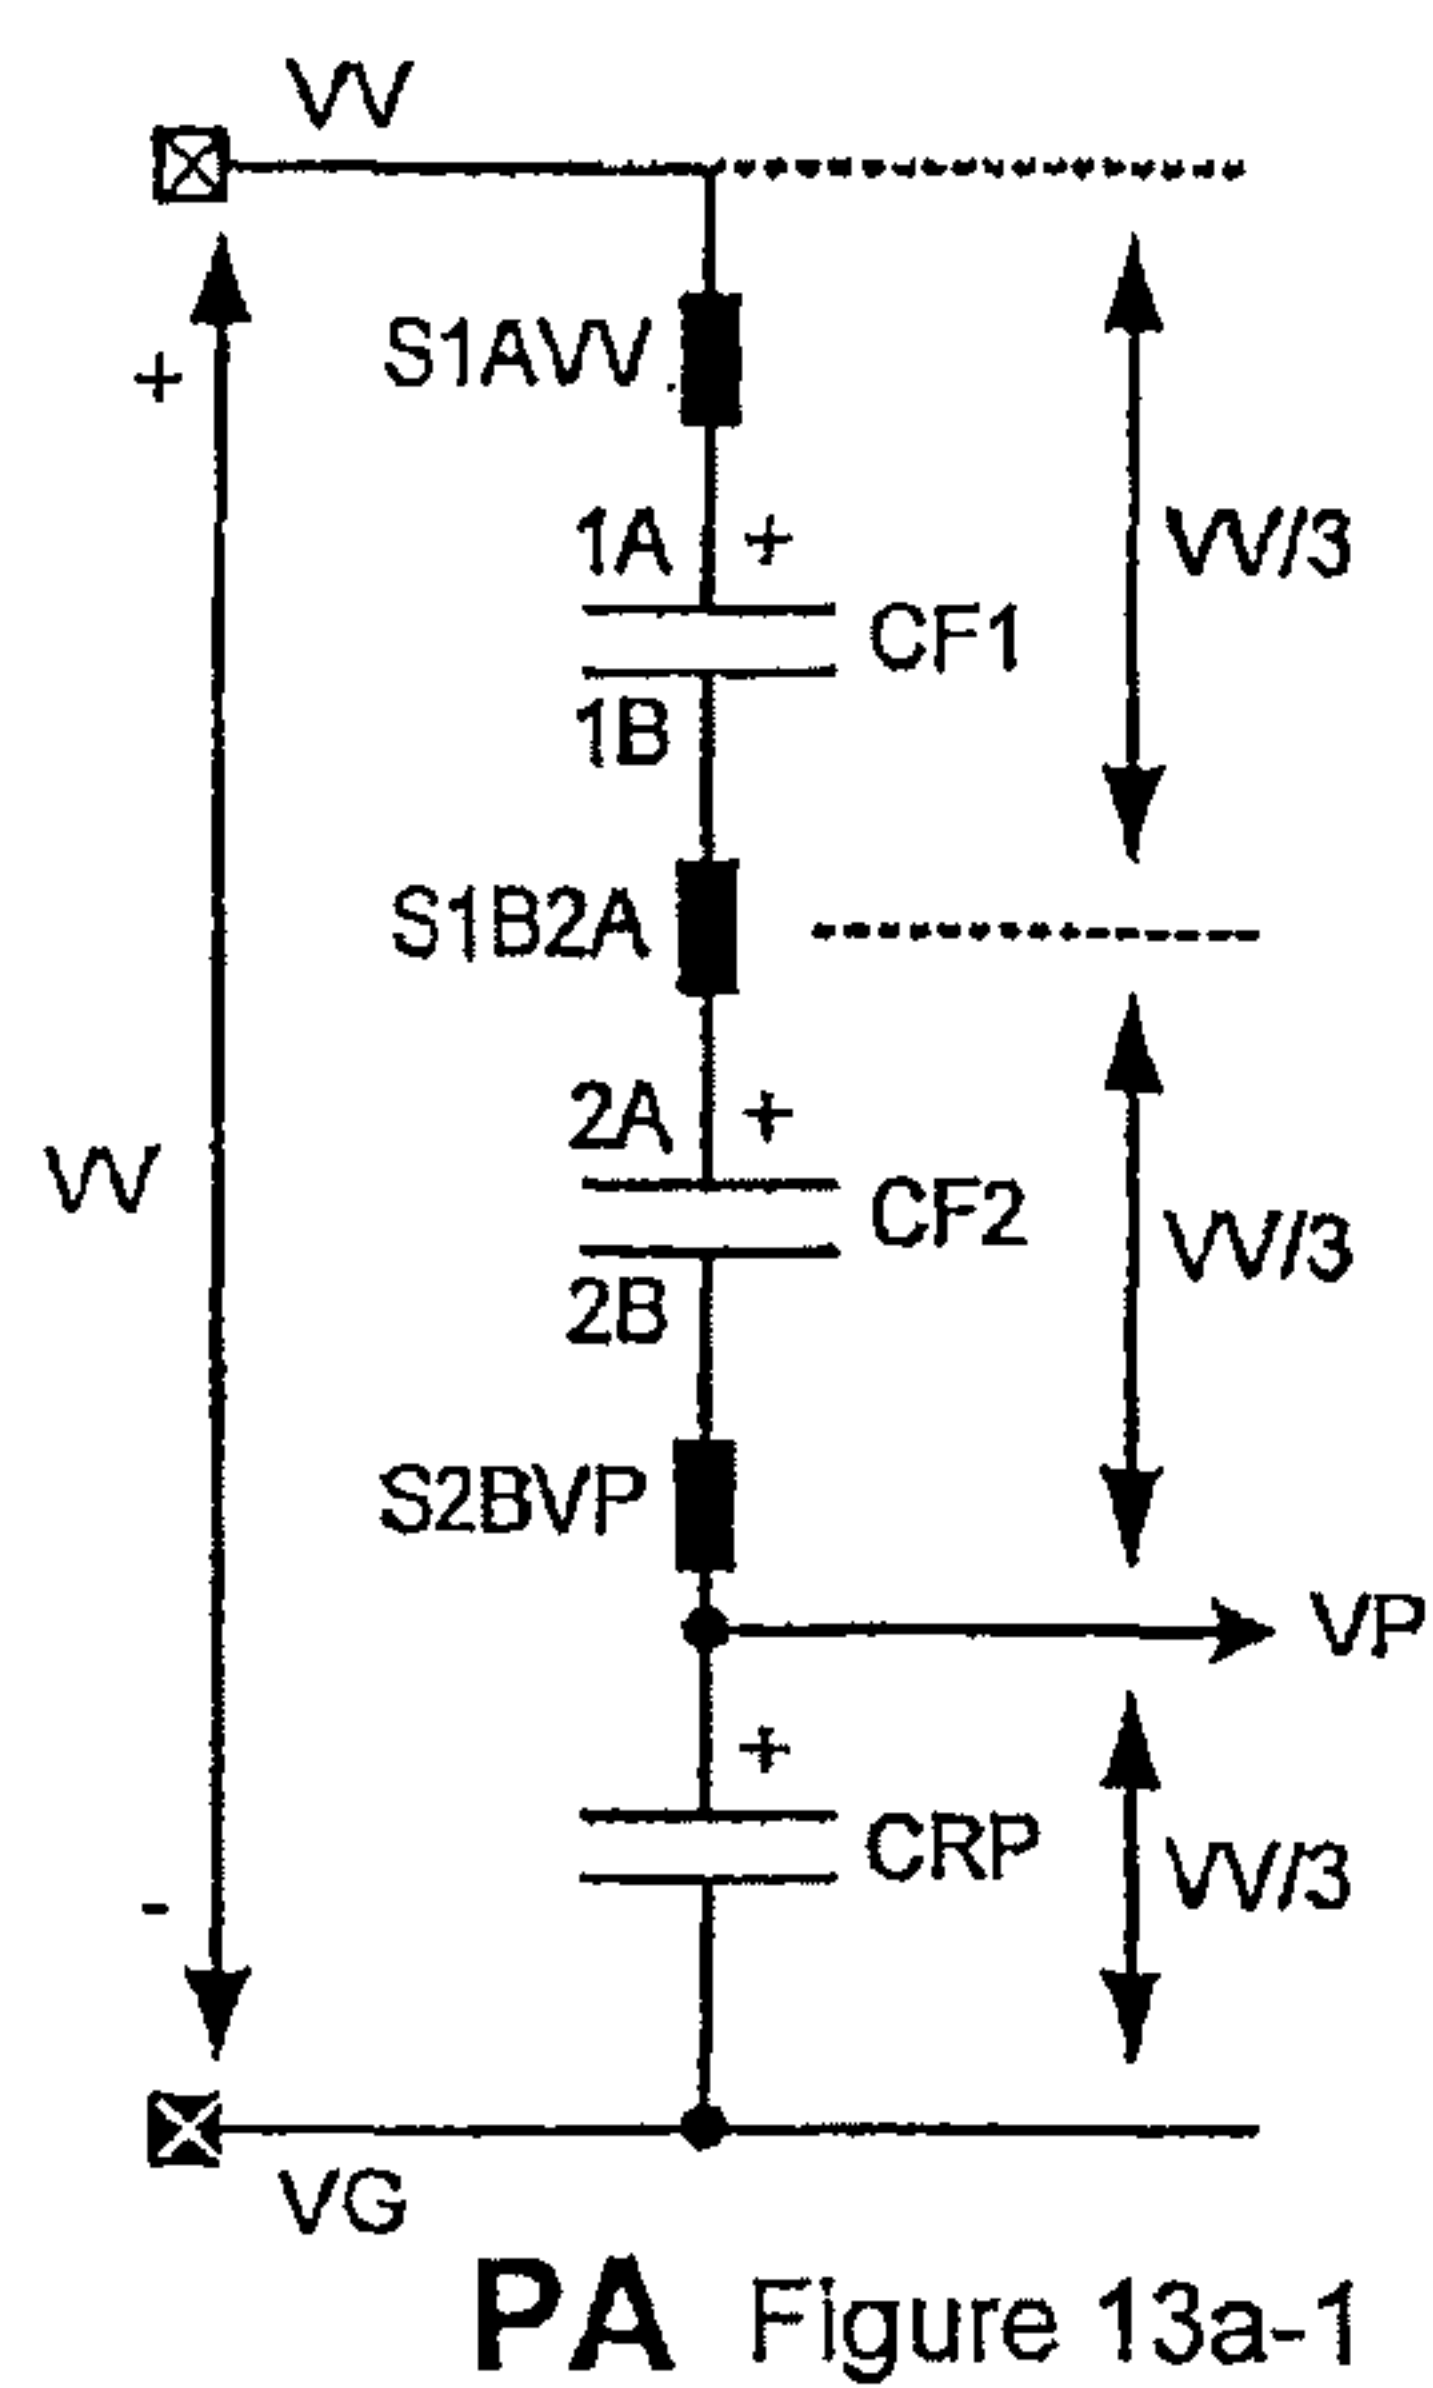 VV
S1AVV
+
1A +
VV//3
CF1
1B
S1B2A
2A +
VV
CF2
VV//3
2B
S2BVP
VP
+
CRP
VV/3
-
VG
PA Figure 13a-1